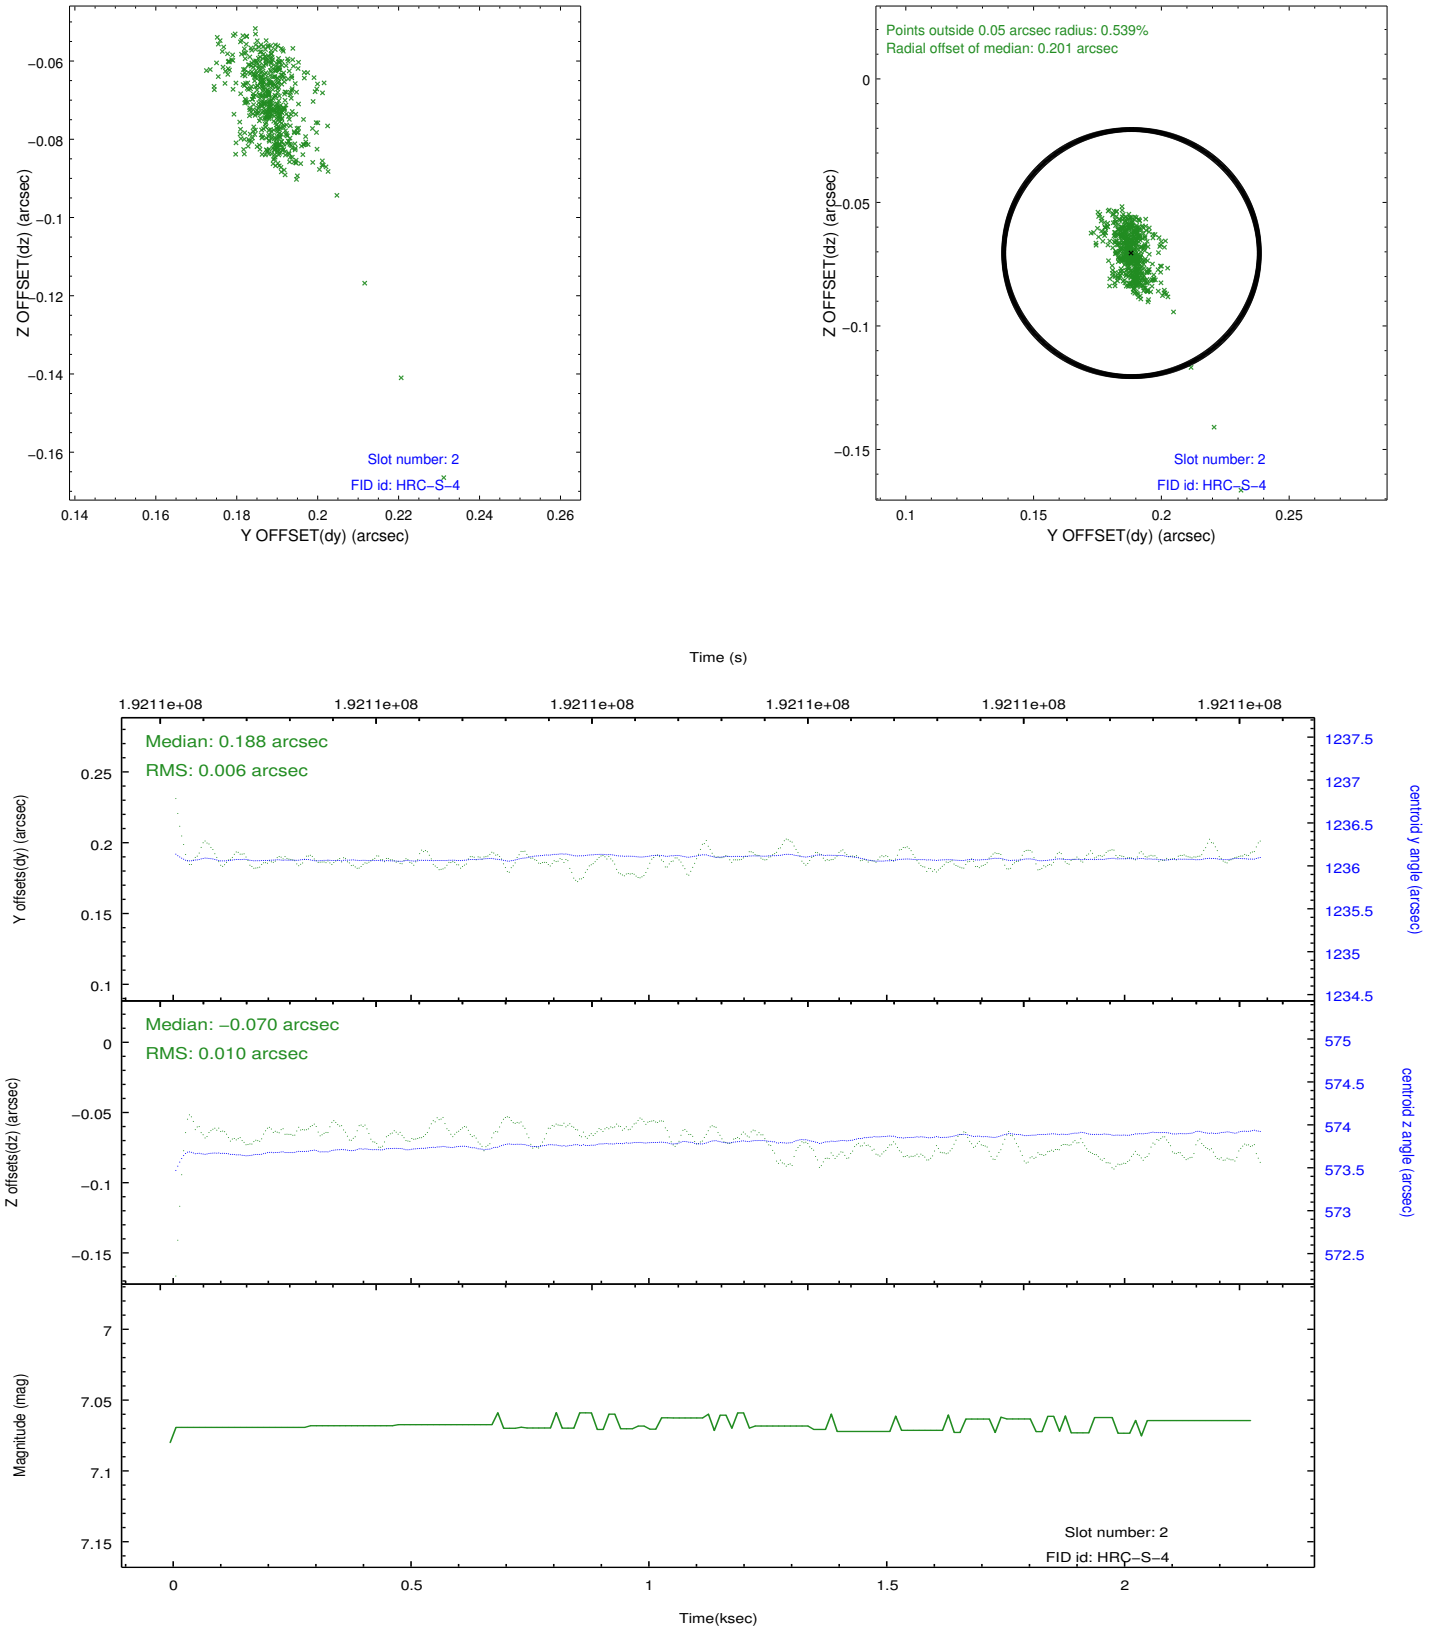 −0.06
−0.08
−0.1
−0.12
−0.14
−0.16
Z OFFSET(dz) (arcsec)
Slot number: 2
FID id: HRC−S−4
0.14
0.16
0.18
0.2
0.22
0.24
0.26
Y OFFSET(dy) (arcsec)
Points outside 0.05 arcsec radius: 0.539%
Radial offset of median: 0.201 arcsec
0
−0.05
−0.1
−0.15
Z OFFSET(dz) (arcsec)
Slot number: 2
FID id: HRC−S−4
0.1
0.15
0.2
0.25
Y OFFSET(dy) (arcsec)
Time (s)
1.9211e+08
1.9211e+08
1.9211e+08
1.9211e+08
1.9211e+08
1.9211e+08
Median: 0.188 arcsec
RMS: 0.006 arcsec
0.25
0.2
0.15
0.1
Y offsets(dy) (arcsec)
1237.5
1237
1236.5
1236
1235.5
1235
1234.5
centroid y angle (arcsec)
Median: −0.070 arcsec
RMS: 0.010 arcsec
0
−0.05
−0.1
−0.15
Z offsets(dz) (arcsec)
575
574.5
574
573.5
573
572.5
centroid z angle (arcsec)
7
7.05
7.1
7.15
Magnitude (mag)
Slot number: 2
FID id: HRC−S−4
0
0.5
1
1.5
2
Time(ksec)